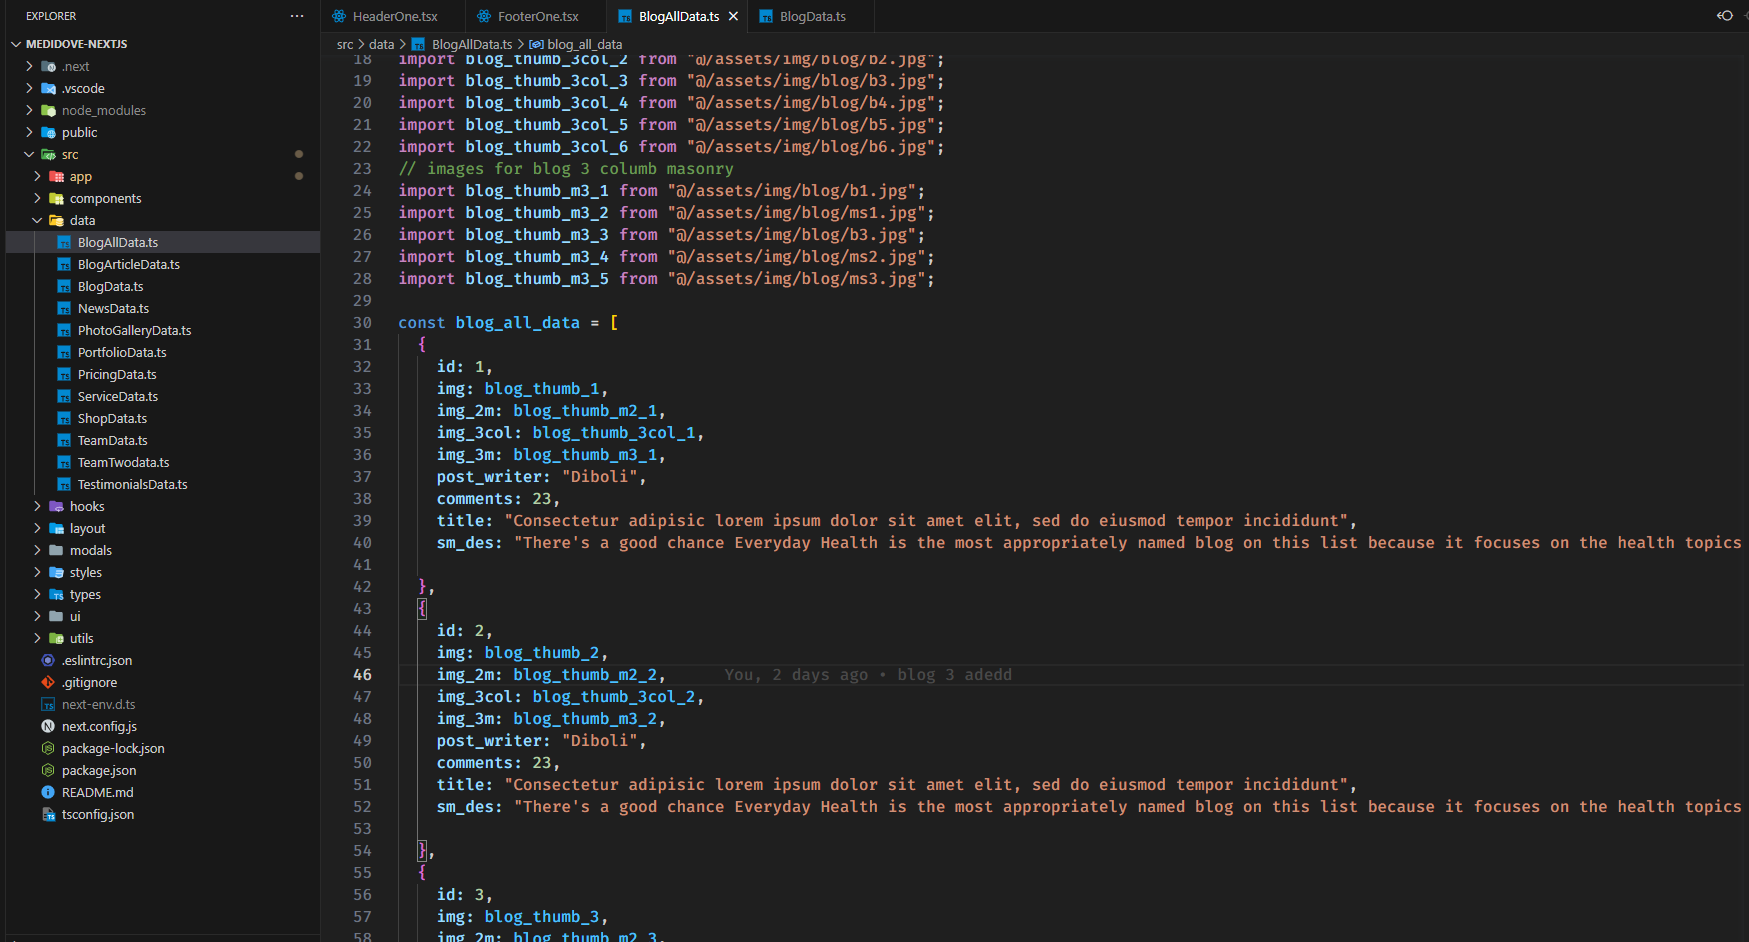 EXPLORER
MEDIDOVE-NEXTJS
.next
.vscode
node_modules
public
src
app
components
data
BlogAllData.ts
BlogArticleData.ts
BlogData.ts
NewsData.ts
PhotoGalleryData.ts
PortfolioData.ts
PricingData.ts
ServiceData.ts
ShopData.ts
TeamData.ts
TeamTwodata.ts
TestimonialsData.ts
hooks
layout
modals
styles
types
ui
utils
.eslintrc.json
.gitignore
next-env.d.ts
next.config.js
package-lock.json
package.json
README.md
tsconfig.json
HeaderOne.tsx
FooterOne.tsx
BlogAllData.ts
BlogData.ts
src > data > BlogAllData.ts > blog_all_data
18 import blog_thumb_3col_2 from "@/assets/img/blog/b2.jpg";
19 import blog_thumb_3col_3 from "@/assets/img/blog/b3.jpg";
20 import blog_thumb_3col_4 from "@/assets/img/blog/b4.jpg";
21 import blog_thumb_3col_5 from "@/assets/img/blog/b5.jpg";
22 import blog_thumb_3col_6 from "@/assets/img/blog/b6.jpg";
23 // images for blog 3 columb masonry
24 import blog_thumb_m3_1 from "@/assets/img/blog/b1.jpg";
25 import blog_thumb_m3_2 from "@/assets/img/blog/ms1.jpg";
26 import blog_thumb_m3_3 from "@/assets/img/blog/b3.jpg";
27 import blog_thumb_m3_4 from "@/assets/img/blog/ms2.jpg";
28 import blog_thumb_m3_5 from "@/assets/img/blog/ms3.jpg";
29
30 const blog_all_data = [
31 {
32 id: 1,
33 img: blog_thumb_1,
34 img_2m: blog_thumb_m2_1,
35 img_3col: blog_thumb_3col_1,
36 img_3m: blog_thumb_m3_1,
37 post_writer: "Diboli",
38 comments: 23,
39 title: "Consectetur adipisic lorem ipsum dolor sit amet elit, sed do eiusmod tempor incididunt",
40 sm_des: "There's a good chance Everyday Health is the most appropriately named blog on this list because it focuses on the health topics
41
42 },
43 {
44 id: 2,
45 img: blog_thumb_2,
46 img_2m: blog_thumb_m2_2, You, 2 days ago • blog 3 adedd
47 img_3col: blog_thumb_3col_2,
48 img_3m: blog_thumb_m3_2,
49 post_writer: "Diboli",
50 comments: 23,
51 title: "Consectetur adipisic lorem ipsum dolor sit amet elit, sed do eiusmod tempor incididunt",
52 sm_des: "There's a good chance Everyday Health is the most appropriately named blog on this list because it focuses on the health topics
53
54 },
55 {
56 id: 3,
57 img: blog_thumb_3,
58 img_2m: blog_thumb_m2_3,